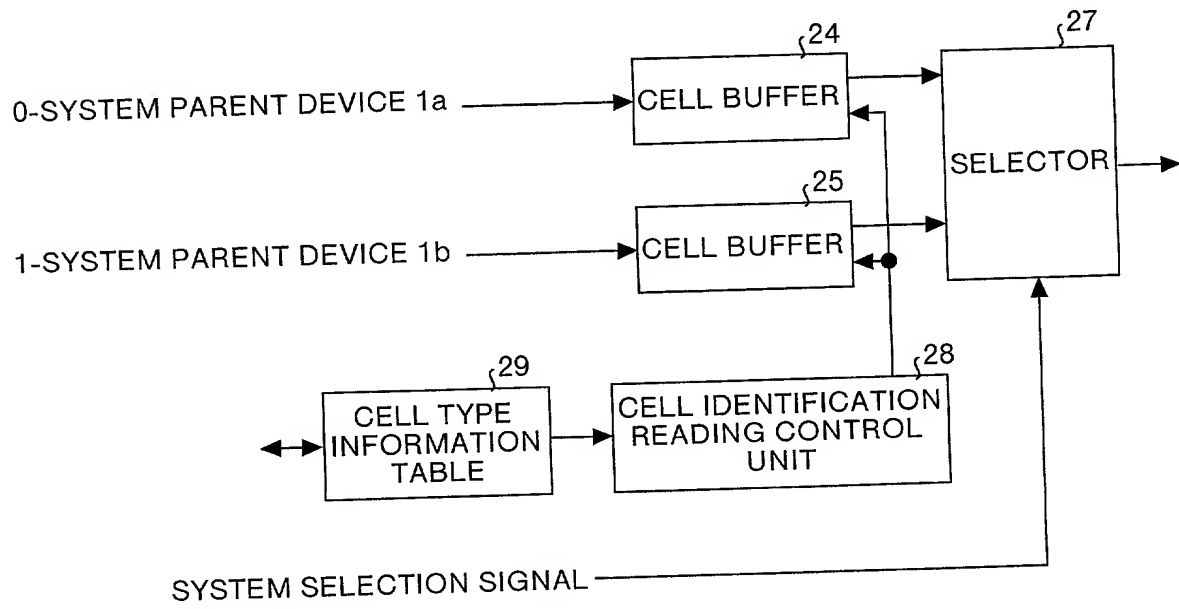 24
27
0-SYSTEM PARENT DEVICE 1a
CELL BUFFER
SELECTOR
25
1-SYSTEM PARENT DEVICE 1b
CELL BUFFER
29
28
CELL TYPE
INFORMATION
TABLE
CELL IDENTIFICATION
READING CONTROL
UNIT
SYSTEM SELECTION SIGNAL